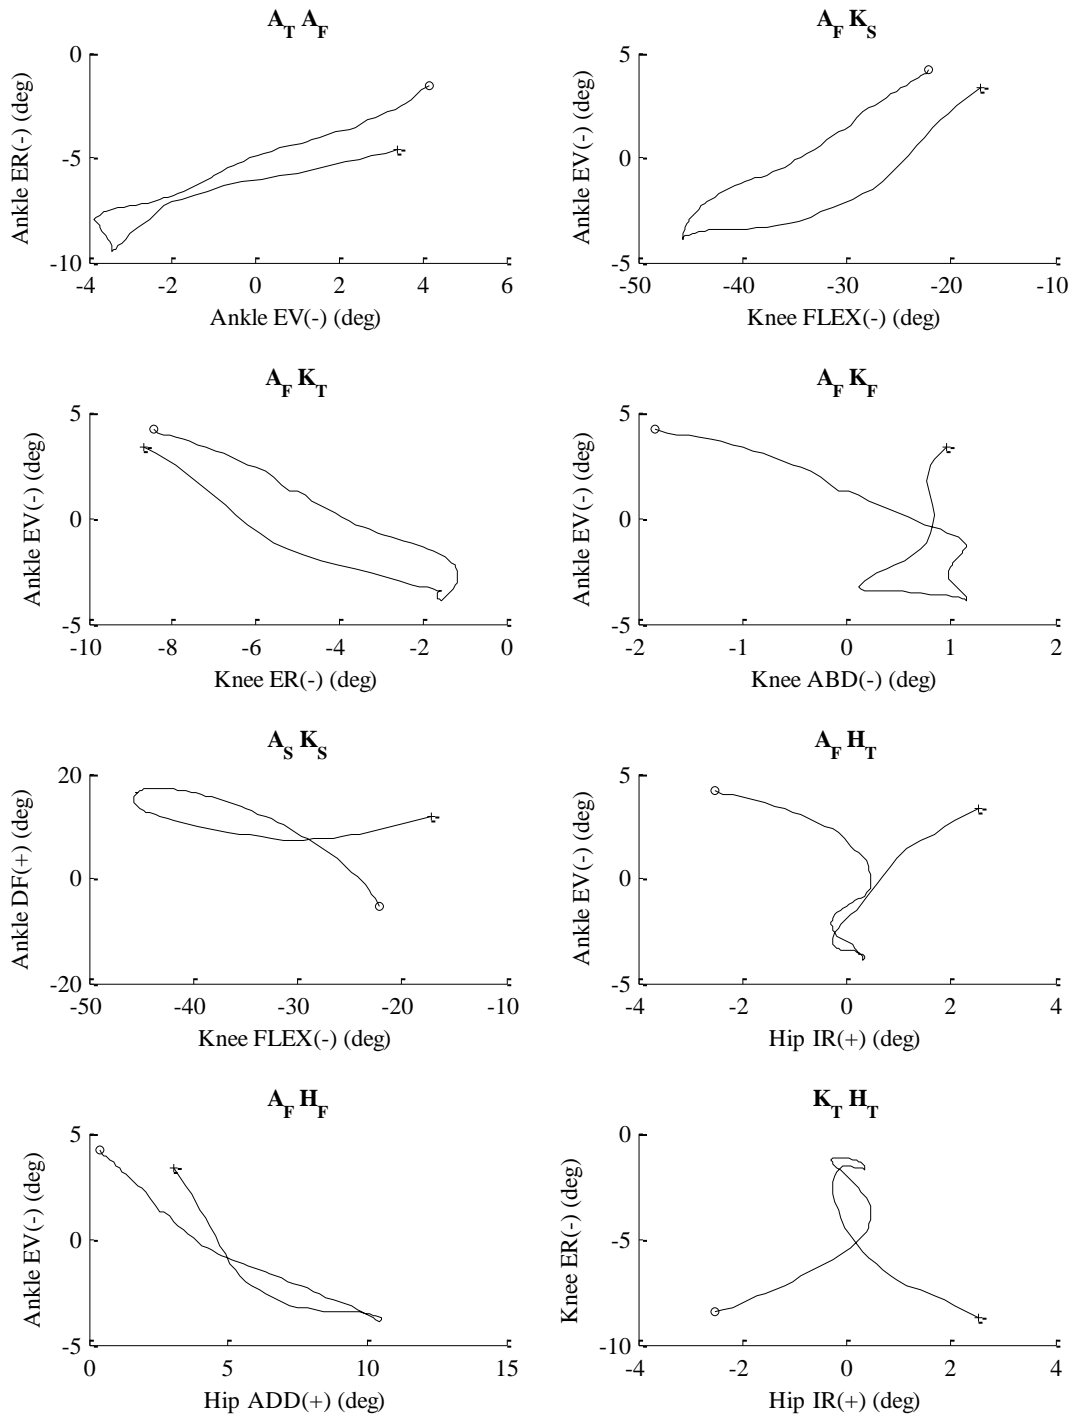 A_T A_F
0
-5
-10
-4 -2 0 2 4 6
Ankle ER(-) (deg)
Ankle EV(-) (deg)
A_F K_S
5
0
-5
-50 -40 -30 -20 -10
Ankle EV(-) (deg)
Knee FLEX(-) (deg)
A_F K_T
5
0
-5
-10 -8 -6 -4 -2 0
Ankle EV(-) (deg)
Knee ER(-) (deg)
A_F K_F
5
0
-5
-2 -1 0 1 2
Ankle EV(-) (deg)
Knee ABD(-) (deg)
A_S K_S
20
0
-20
-50 -40 -30 -20 -10
Ankle DF(+) (deg)
Knee FLEX(-) (deg)
A_F H_T
5
0
-5
-4 -2 0 2 4
Ankle EV(-) (deg)
Hip IR(+) (deg)
A_F H_F
5
0
-5
0 5 10 15
Ankle EV(-) (deg)
Hip ADD(+) (deg)
K_T H_T
0
-5
-10
-4 -2 0 2 4
Knee ER(-) (deg)
Hip IR(+) (deg)